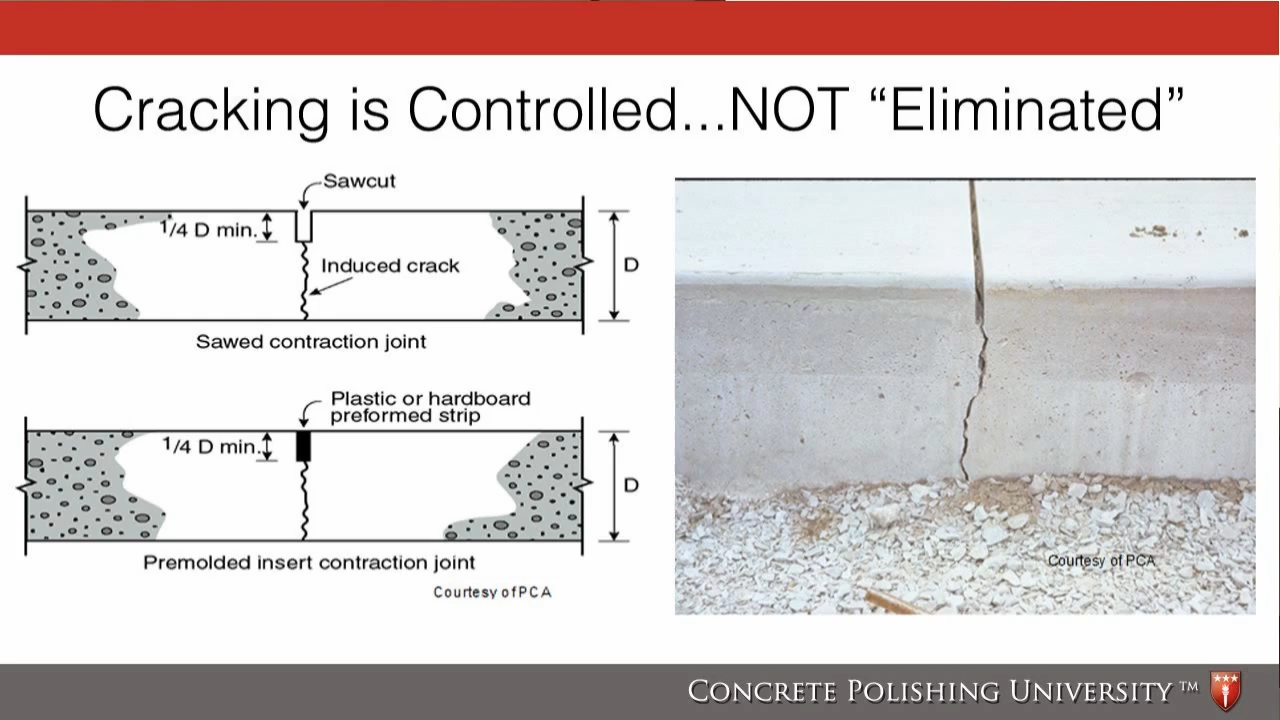 Cracking is Controlled...NOT “Eliminated”
Sawcut
1/4 D min.
Induced crack
D
Sawed contraction joint
Plastic or hardboard
preformed strip
1/4 D min.
D
Premolded insert contraction joint
Courtesy of PCA
Courtesy of PCA
CONCRETE POLISHING UNIVERSITY ™